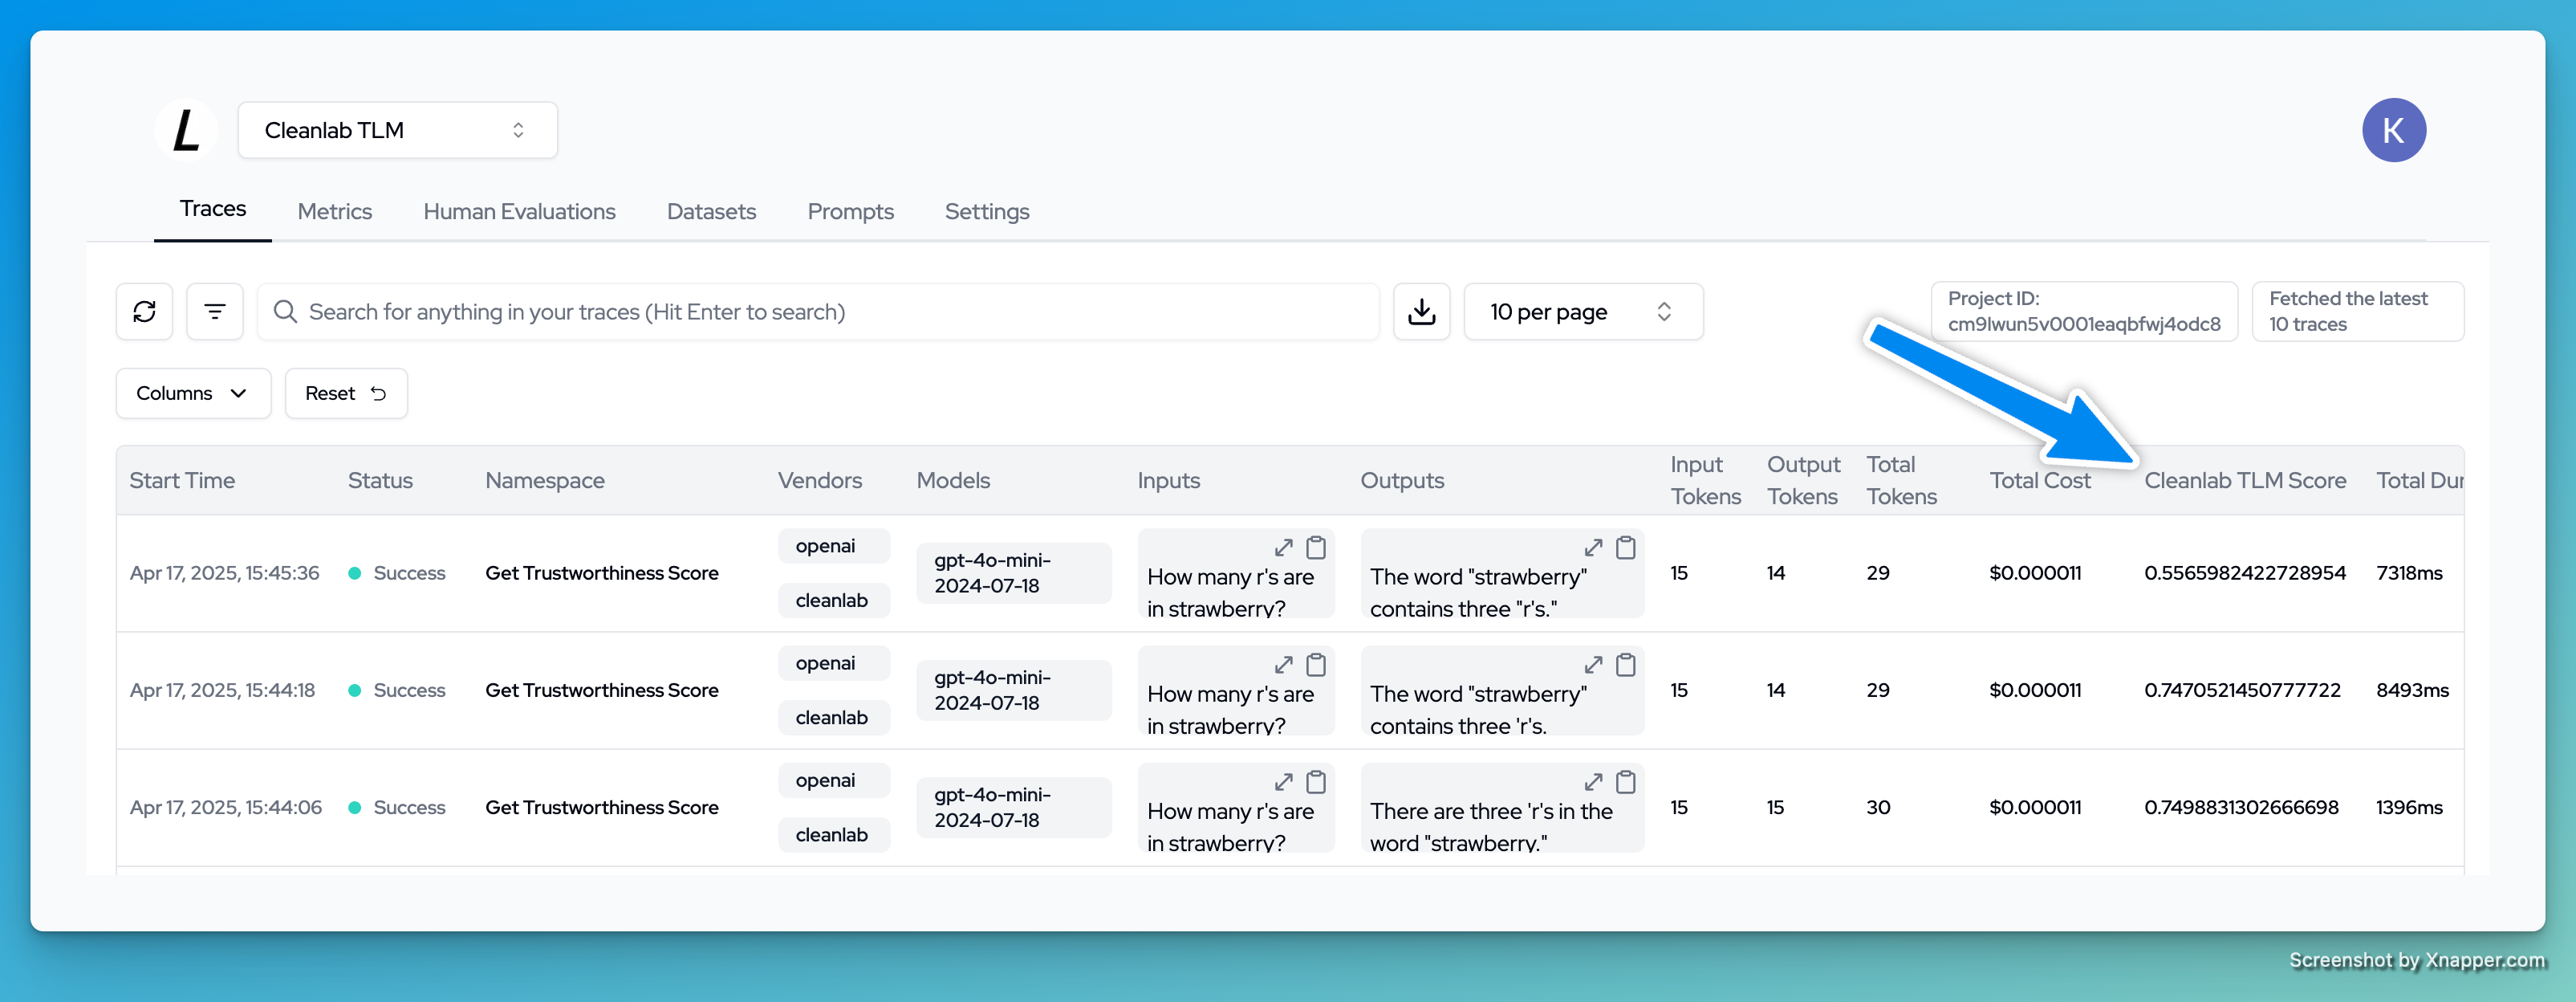 L
Cleanlab TLM
K
Traces Metrics Human Evaluations Datasets Prompts Settings
Search for anything in your traces (Hit Enter to search)
10 per page
Project ID:
cm9lwun5v0001eaqbfwj4odc8
Fetched the latest
10 traces
Columns
Reset
Start Time Status Namespace Vendors Models Inputs Outputs Input Tokens Output Tokens Total Tokens Total Cost Cleanlab TLM Score Total Dur
Apr 17, 2025, 15:45:36 Success Get Trustworthiness Score
openai
cleanlab
gpt-4o-mini-
2024-07-18
How many r's are
in strawberry?
The word "strawberry"
contains three "r's."
15 14 29 $0.000011 0.5565982422728954 7318ms
Apr 17, 2025, 15:44:18 Success Get Trustworthiness Score
openai
cleanlab
gpt-4o-mini-
2024-07-18
How many r's are
in strawberry?
The word "strawberry"
contains three 'r's.
15 14 29 $0.000011 0.7470521450777722 8493ms
Apr 17, 2025, 15:44:06 Success Get Trustworthiness Score
openai
cleanlab
gpt-4o-mini-
2024-07-18
How many r's are
in strawberry?
There are three 'r's in the
word "strawberry."
15 15 30 $0.000011 0.7498831302666698 1396ms
Screenshot by Xnapper.com